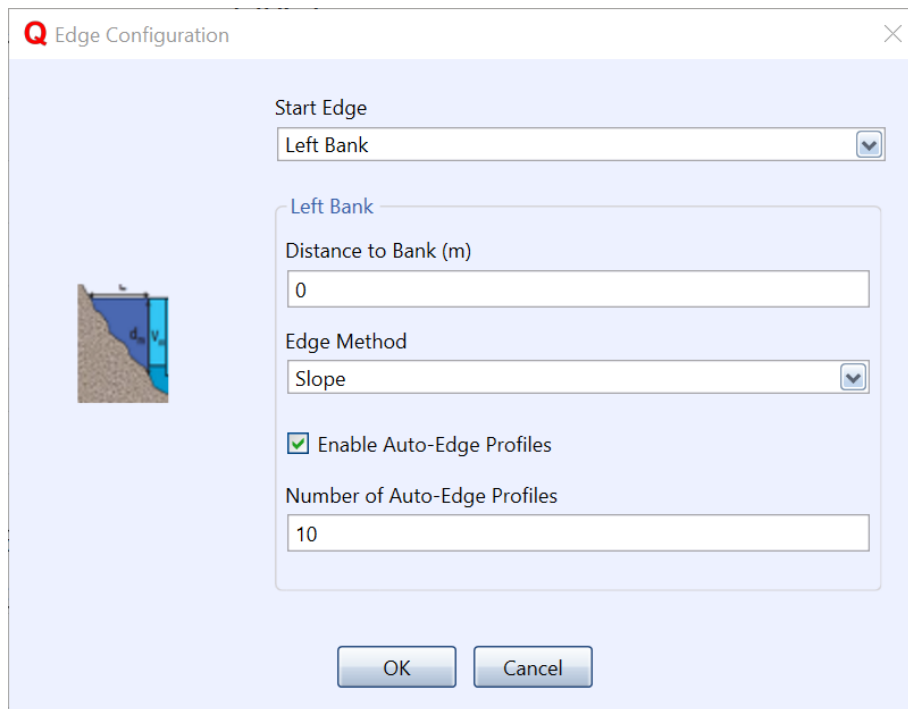 Q Edge Configuration
Start Edge
Left Bank
Left Bank
Distance to Bank (m)
0
Edge Method
Slope
Enable Auto-Edge Profiles
Number of Auto-Edge Profiles
10
OK Cancel